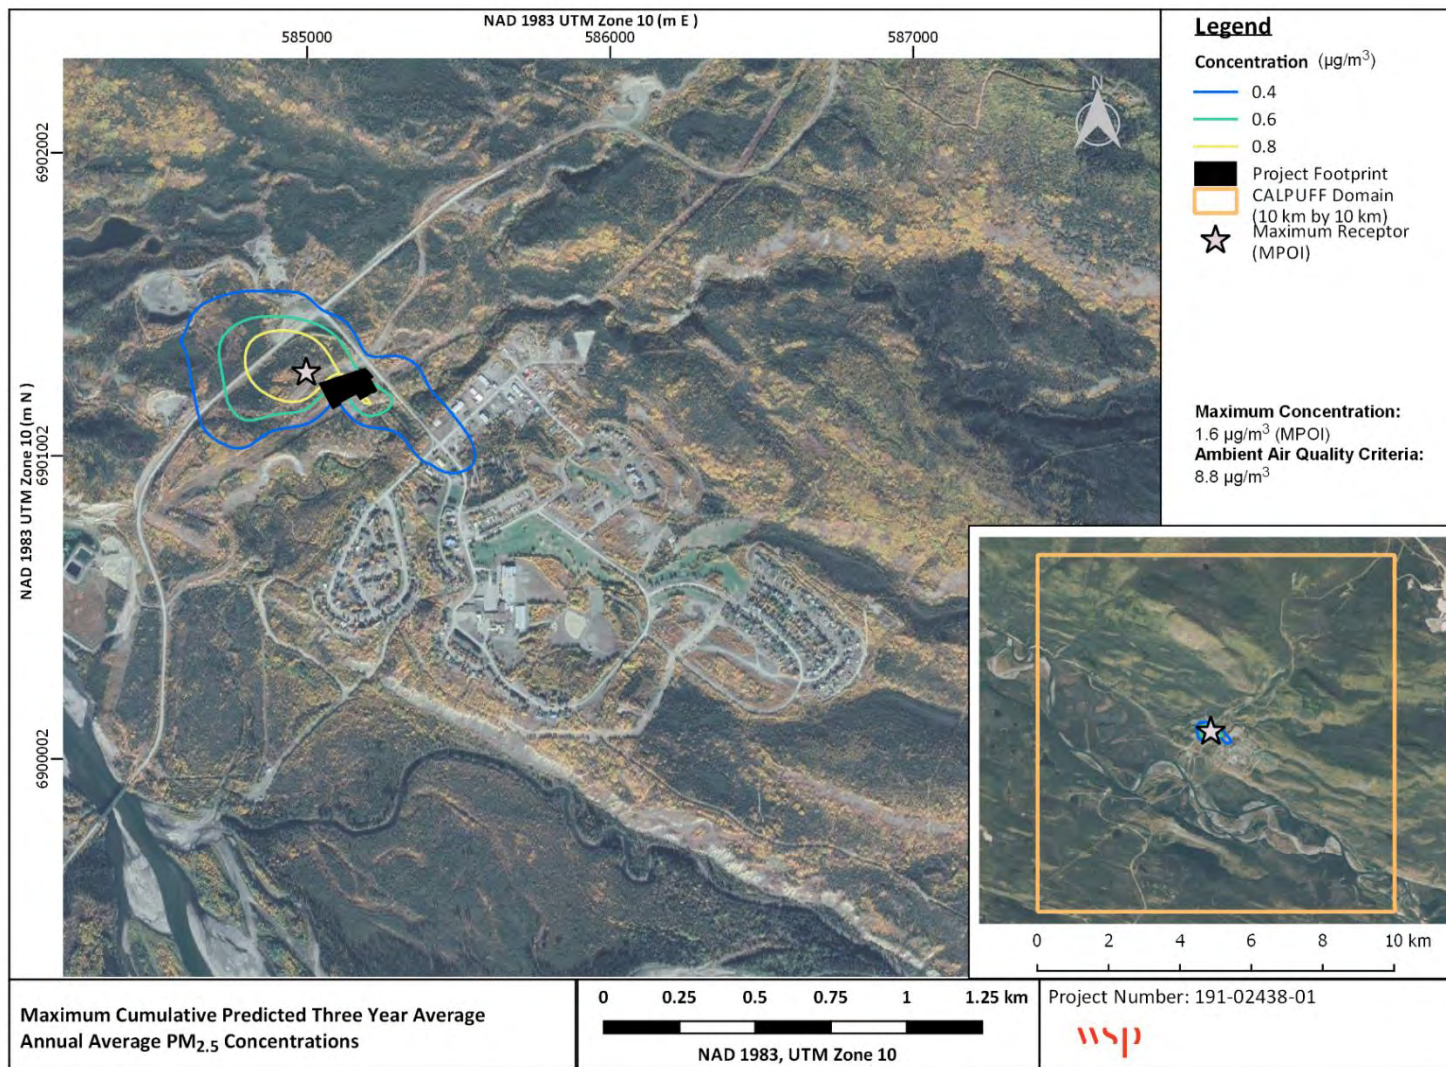 NAD 1983 UTM Zone 10 (m E )
585000 586000 587000
6902002
6901002
6900002
NAD 1983 UTM Zone 10 (m N)
N
Legend
Concentration (µg/m³)
0.4
0.6
0.8
Project Footprint
CALPUFF Domain
(10 km by 10 km)
Maximum Receptor
(MPOI)
Maximum Concentration:
1.6 µg/m³ (MPOI)
Ambient Air Quality Criteria:
8.8 µg/m³
0 2 4 6 8 10 km
Maximum Cumulative Predicted Three Year Average
Annual Average PM₂.₅ Concentrations
0 0.25 0.5 0.75 1 1.25 km
NAD 1983, UTM Zone 10
Project Number: 191-02438-01
wsp